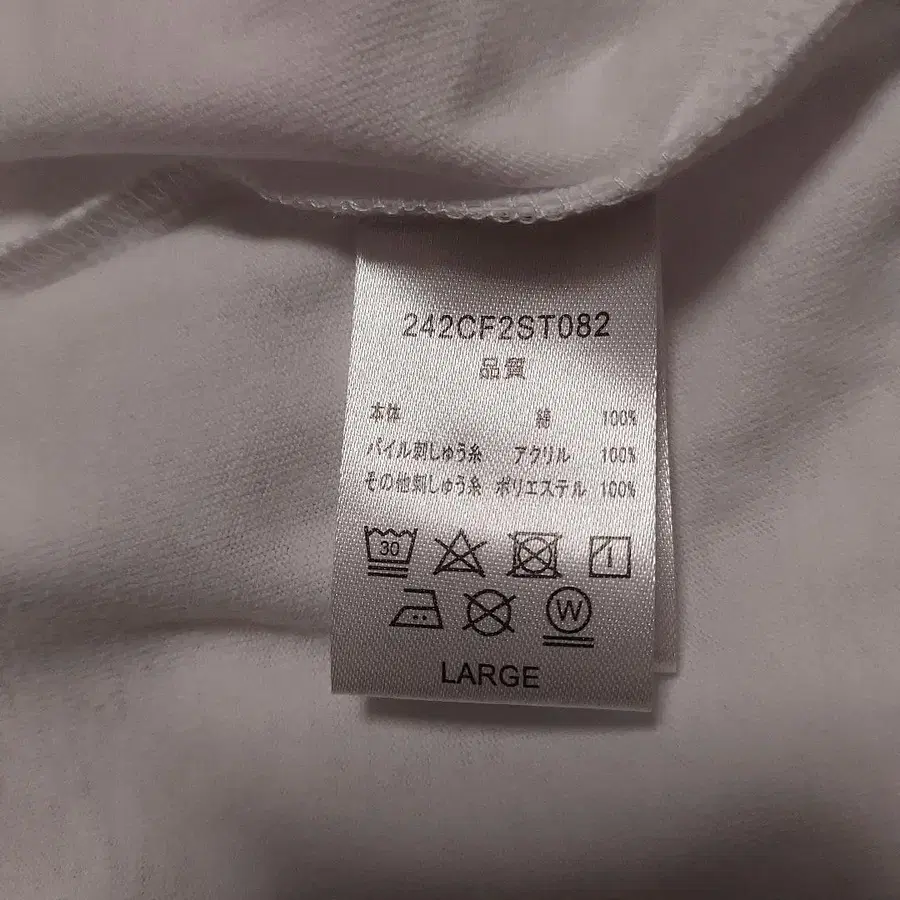 242CF2ST082
品質
本体 綿 100%
パイル刺しゅう糸 アクリル 100%
その他刺しゅう糸 ポリエステル 100%
30
W
LARGE